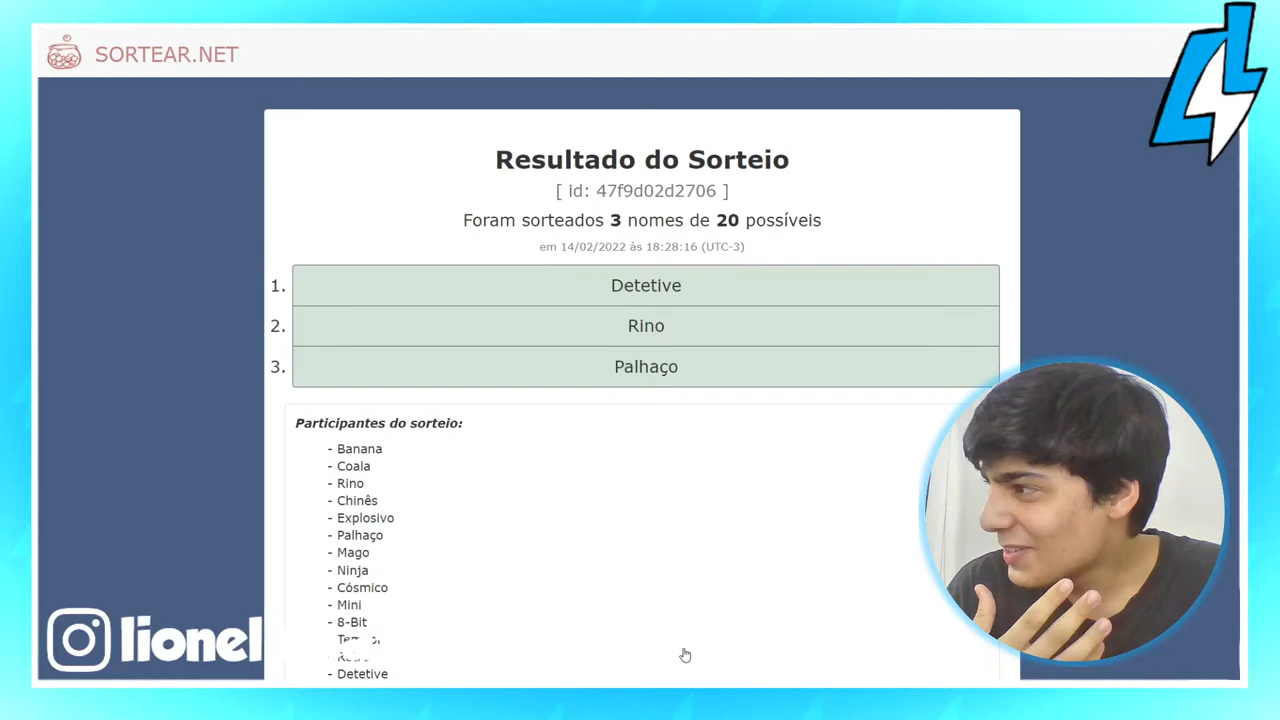 SORTEAR.NET
Resultado do Sorteio
[ id: 47f9d02d2706 ]
Foram sorteados 3 nomes de 20 possíveis
em 14/02/2022 às 18:28:16 (UTC-3)
1. Detetive
2. Rino
3. Palhaço
Participantes do sorteio:
- Banana
- Coala
- Rino
- Chinês
- Explosivo
- Palhaço
- Mago
- Ninja
- Cósmico
- Mini
- 8-Bit
- Detetive
lionel